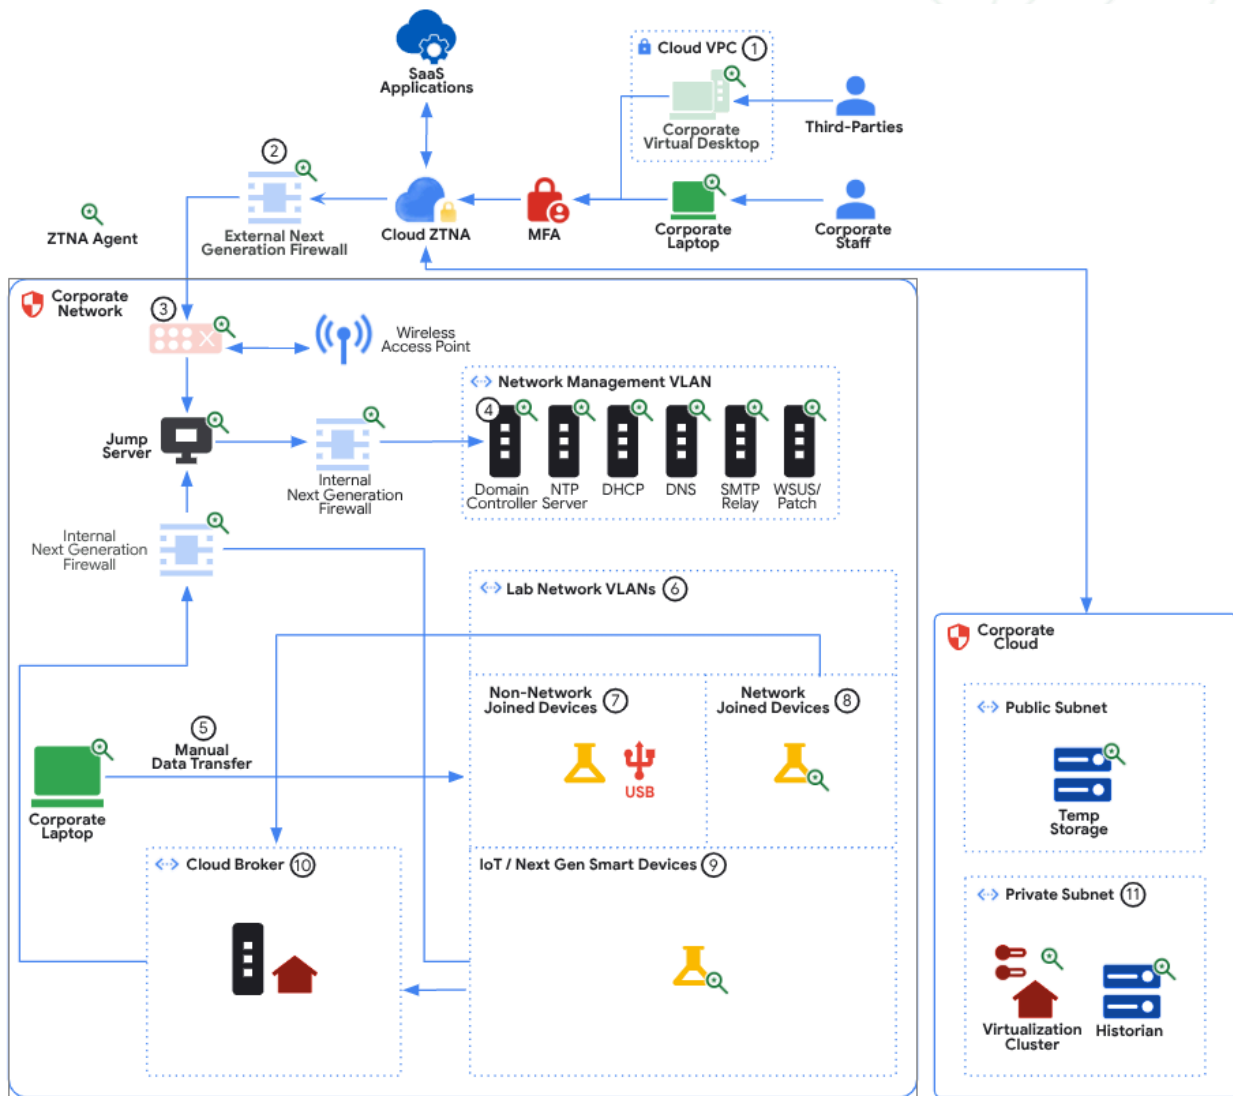 SaaS
Applications
Cloud VPC 1
Corporate
Virtual Desktop
Third-Parties
2
External Next
Generation Firewall
Cloud ZTNA
MFA
Corporate
Laptop
Corporate
Staff
ZTNA Agent
Corporate
Network
3
Wireless
Access Point
Network Management VLAN
Jump
Server
Internal
Next Generation
Firewall
4
Domain
Controller
NTP
Server
DHCP
DNS
SMTP
Relay
WSUS/
Patch
Internal
Next Generation
Firewall
Lab Network VLANs 6
Non-Network
Joined Devices 7
USB
Network
Joined Devices 8
5
Manual
Data Transfer
Corporate
Laptop
Cloud Broker 10
IoT / Next Gen Smart Devices 9
Corporate
Cloud
Public Subnet
Temp
Storage
Private Subnet 11
Virtualization
Cluster
Historian